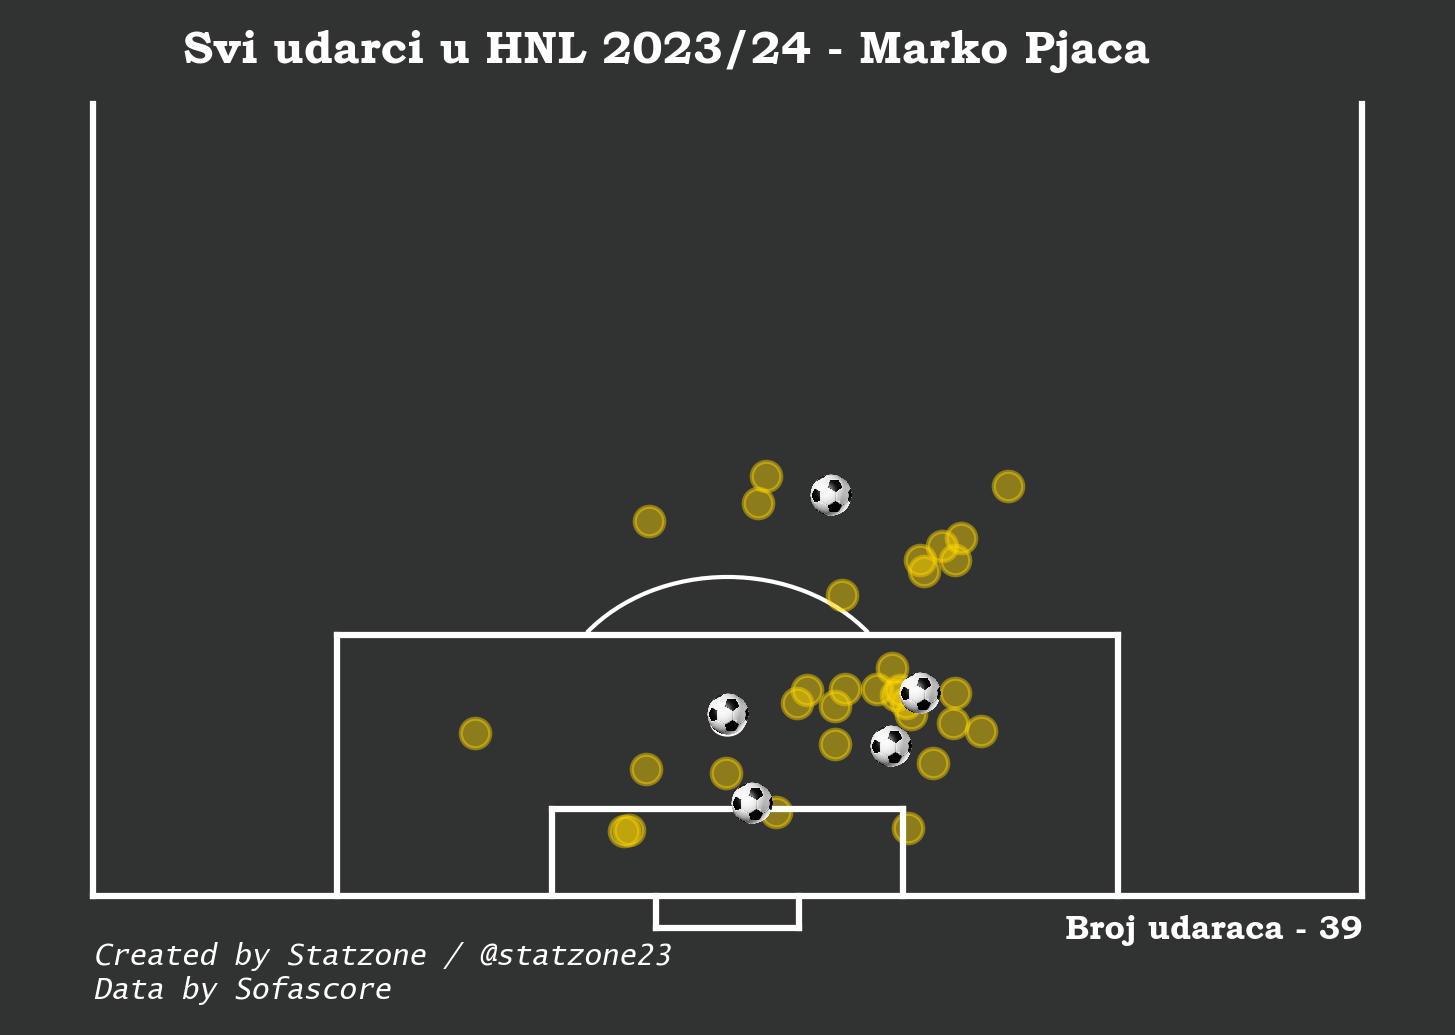 Svi udarci u HNL 2023/24 - Marko Pjaca
Broj udaraca - 39
Created by Statzone / @statzone23
Data by Sofascore